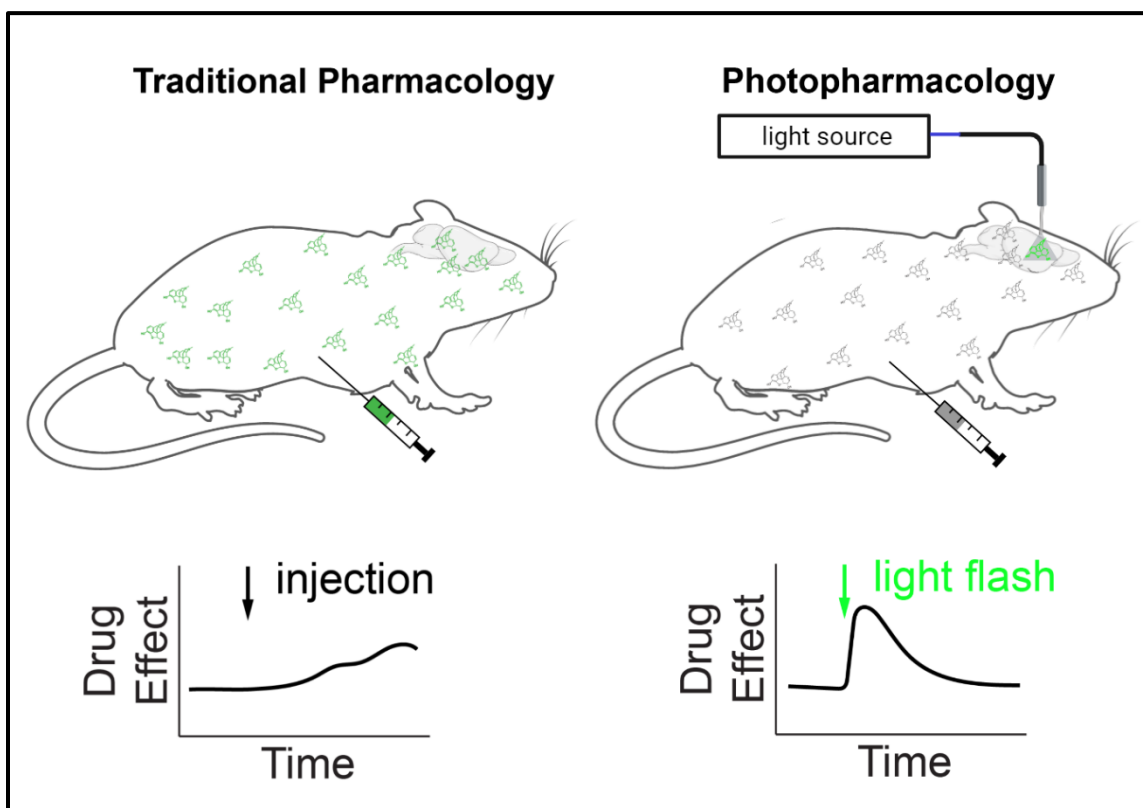 Traditional Pharmacology
Photopharmacology
light source
injection
Drug
Effect
Time
light flash
Drug
Effect
Time